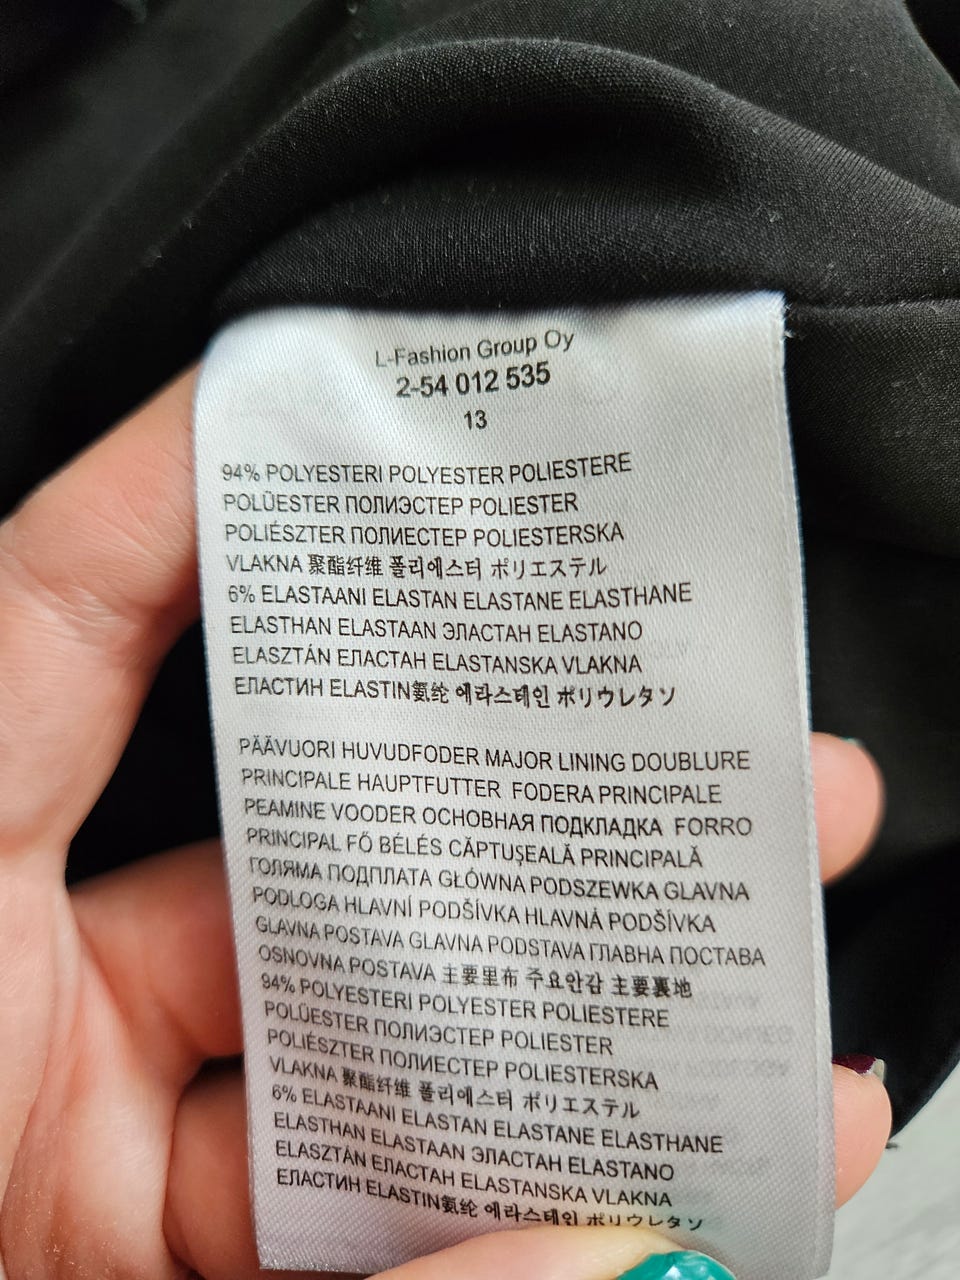 L-Fashion Group Oy
2-54 012 535
13
94% POLYESTERI POLYESTER POLIESTERE
POLÜESTER ПОЛИЭСТЕР POLIESTER
POLIÉSZTER ПОЛИЕСТЕР POLIESTERSKA
VLAKNA 聚酯纤维 폴리에스터 ポリエステル
6% ELASTAANI ELASTAN ELASTANE ELASTHANE
ELASTHAN ELASTAAN ЭЛАСТАН ELASTANO
ELASZTÁN ЕЛАСТАН ELASTANSKA VLAKNA
ЕЛАСТИН ELASTIN氨纶 에라스테인 ポリウレタソ
PÄÄVUORI HUVUDFODER MAJOR LINING DOUBLURE
PRINCIPALE HAUPTFUTTER FODERA PRINCIPALE
PEAMINE VOODER ОСНОВНАЯ ПОДКЛАДКА FORRO
PRINCIPAL FŐ BÉLÉS CĂPTUŞEALĂ PRINCIPALĂ
ГОЛЯМА ПОДПЛАТА GŁÓWNA PODSZEWKA GLAVNA
PODLOGA HLAVNÍ PODŠÍVKA HLAVNÁ PODŠÍVKA
GLAVNA POSTAVA GLAVNA PODSTAVA ГЛАВНА ПОСТАВА
OSNOVNA POSTAVA 主要里布 주요안감 主要裏地
94% POLYESTERI POLYESTER POLIESTERE
POLÜESTER ПОЛИЭСТЕР POLIESTER
POLIÉSZTER ПОЛИЕСТЕР POLIESTERSKA
VLAKNA 聚酯纤维 폴리에스터 ポリエステル
6% ELASTAANI ELASTAN ELASTANE ELASTHANE
ELASTHAN ELASTAAN ЭЛАСТАН ELASTANO
ELASZTÁN ЕЛАСТАН ELASTANSKA VLAKNA
ЕЛАСТИН ELASTIN氨纶 에라스테인 ポリウレタソ